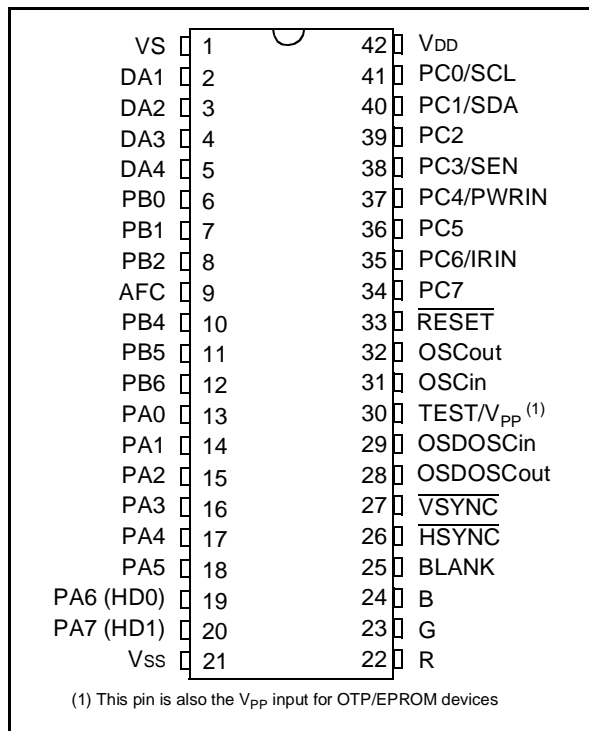 VS 1 42 VDD
DA1 2 41 PC0/SCL
DA2 3 40 PC1/SDA
DA3 4 39 PC2
DA4 5 38 PC3/SEN
PB0 6 37 PC4/PWRIN
PB1 7 36 PC5
PB2 8 35 PC6/IRIN
AFC 9 34 PC7
PB4 10 33 RESET
PB5 11 32 OSCout
PB6 12 31 OSCin
PA0 13 30 TEST/VPP (1)
PA1 14 29 OSDOSCin
PA2 15 28 OSDOSCout
PA3 16 27 VSYNC
PA4 17 26 HSYNC
PA5 18 25 BLANK
PA6 (HD0) 19 24 B
PA7 (HD1) 20 23 G
VSS 21 22 R
(1) This pin is also the VPP input for OTP/EPROM devices